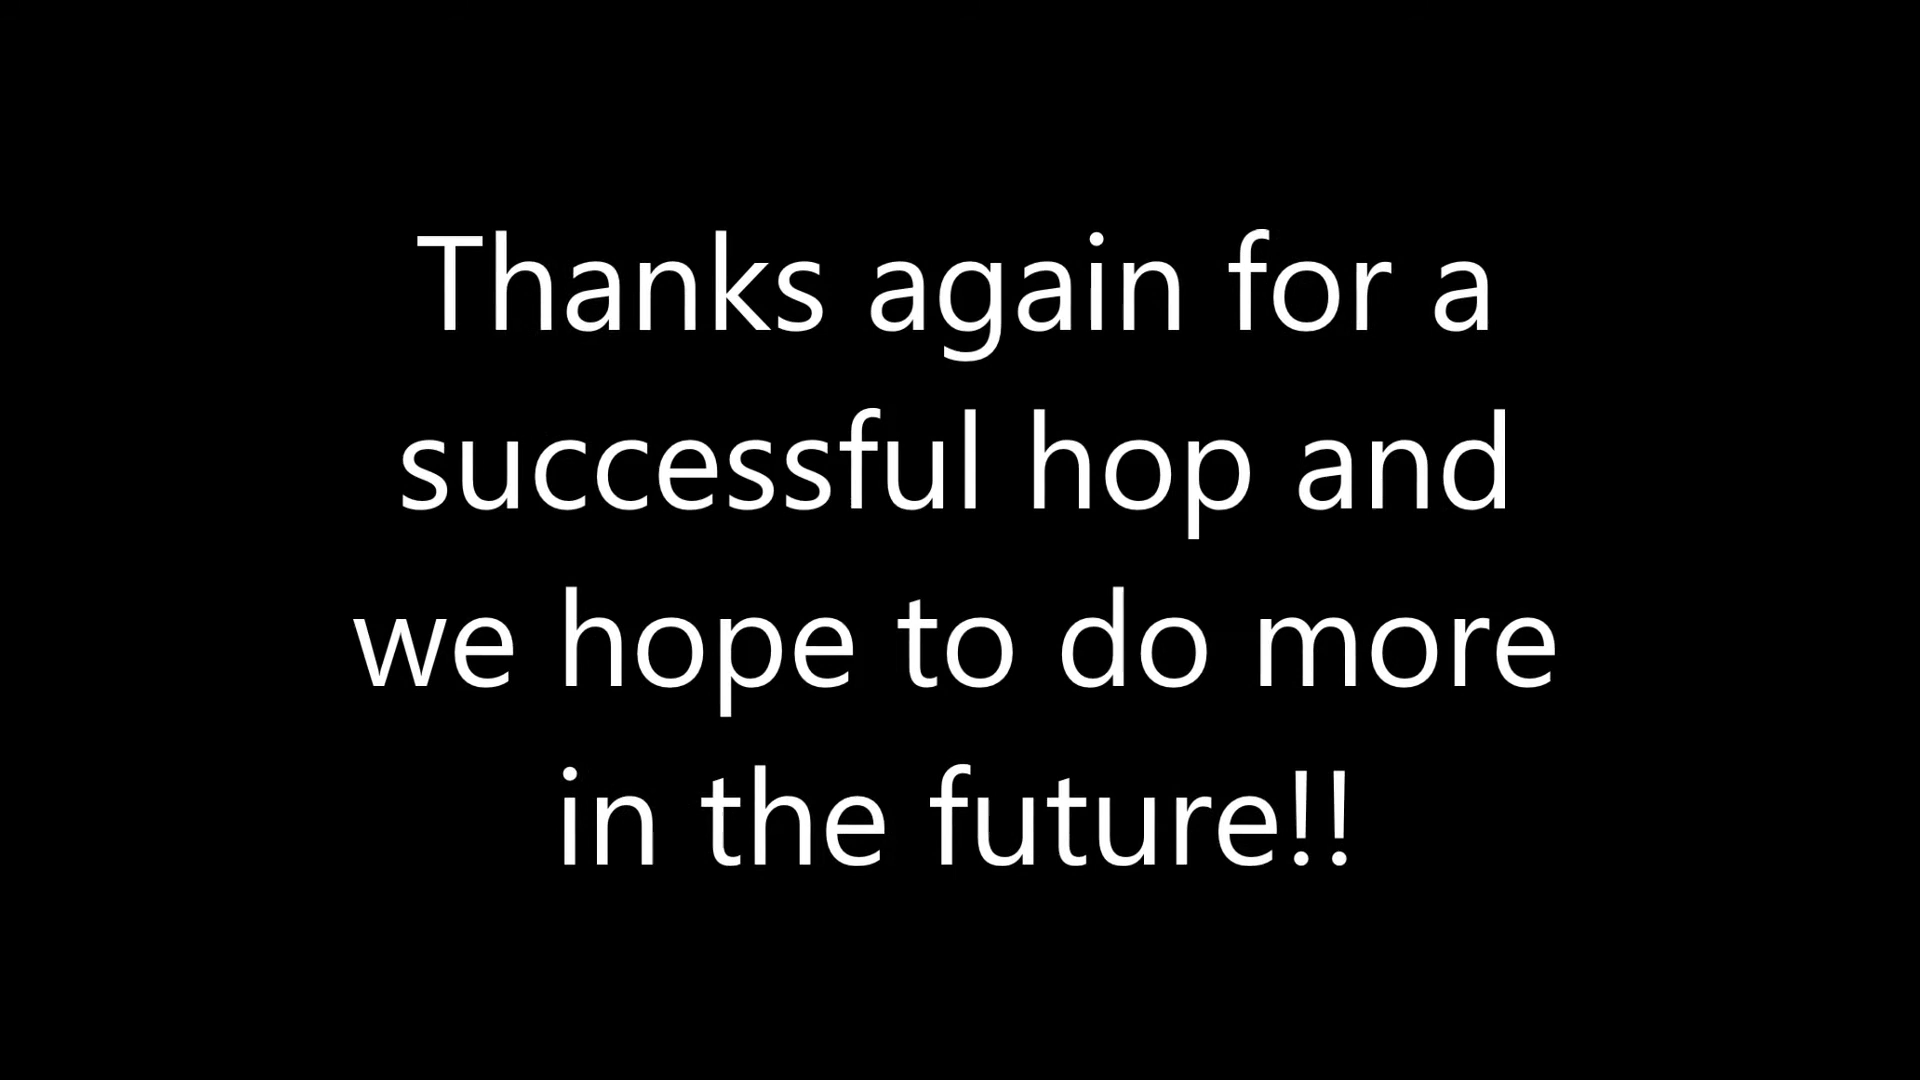 Thanks again for a
successful hop and
we hope to do more
in the future!!